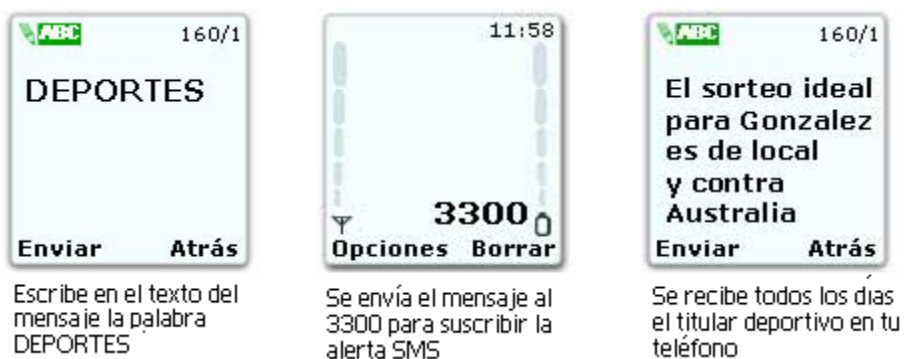 ABC 160/1
DEPORTES
Enviar Atrás
Escribe en el texto del
mensaje la palabra
DEPORTES
11:58
3300
Opciones Borrar
Se envía el mensaje al
3300 para suscribir la
alerta SMS
ABC 160/1
El sorteo ideal
para Gonzalez
es de local
y contra
Australia
Enviar Atrás
Se recibe todos los días
el titular deportivo en tu
teléfono